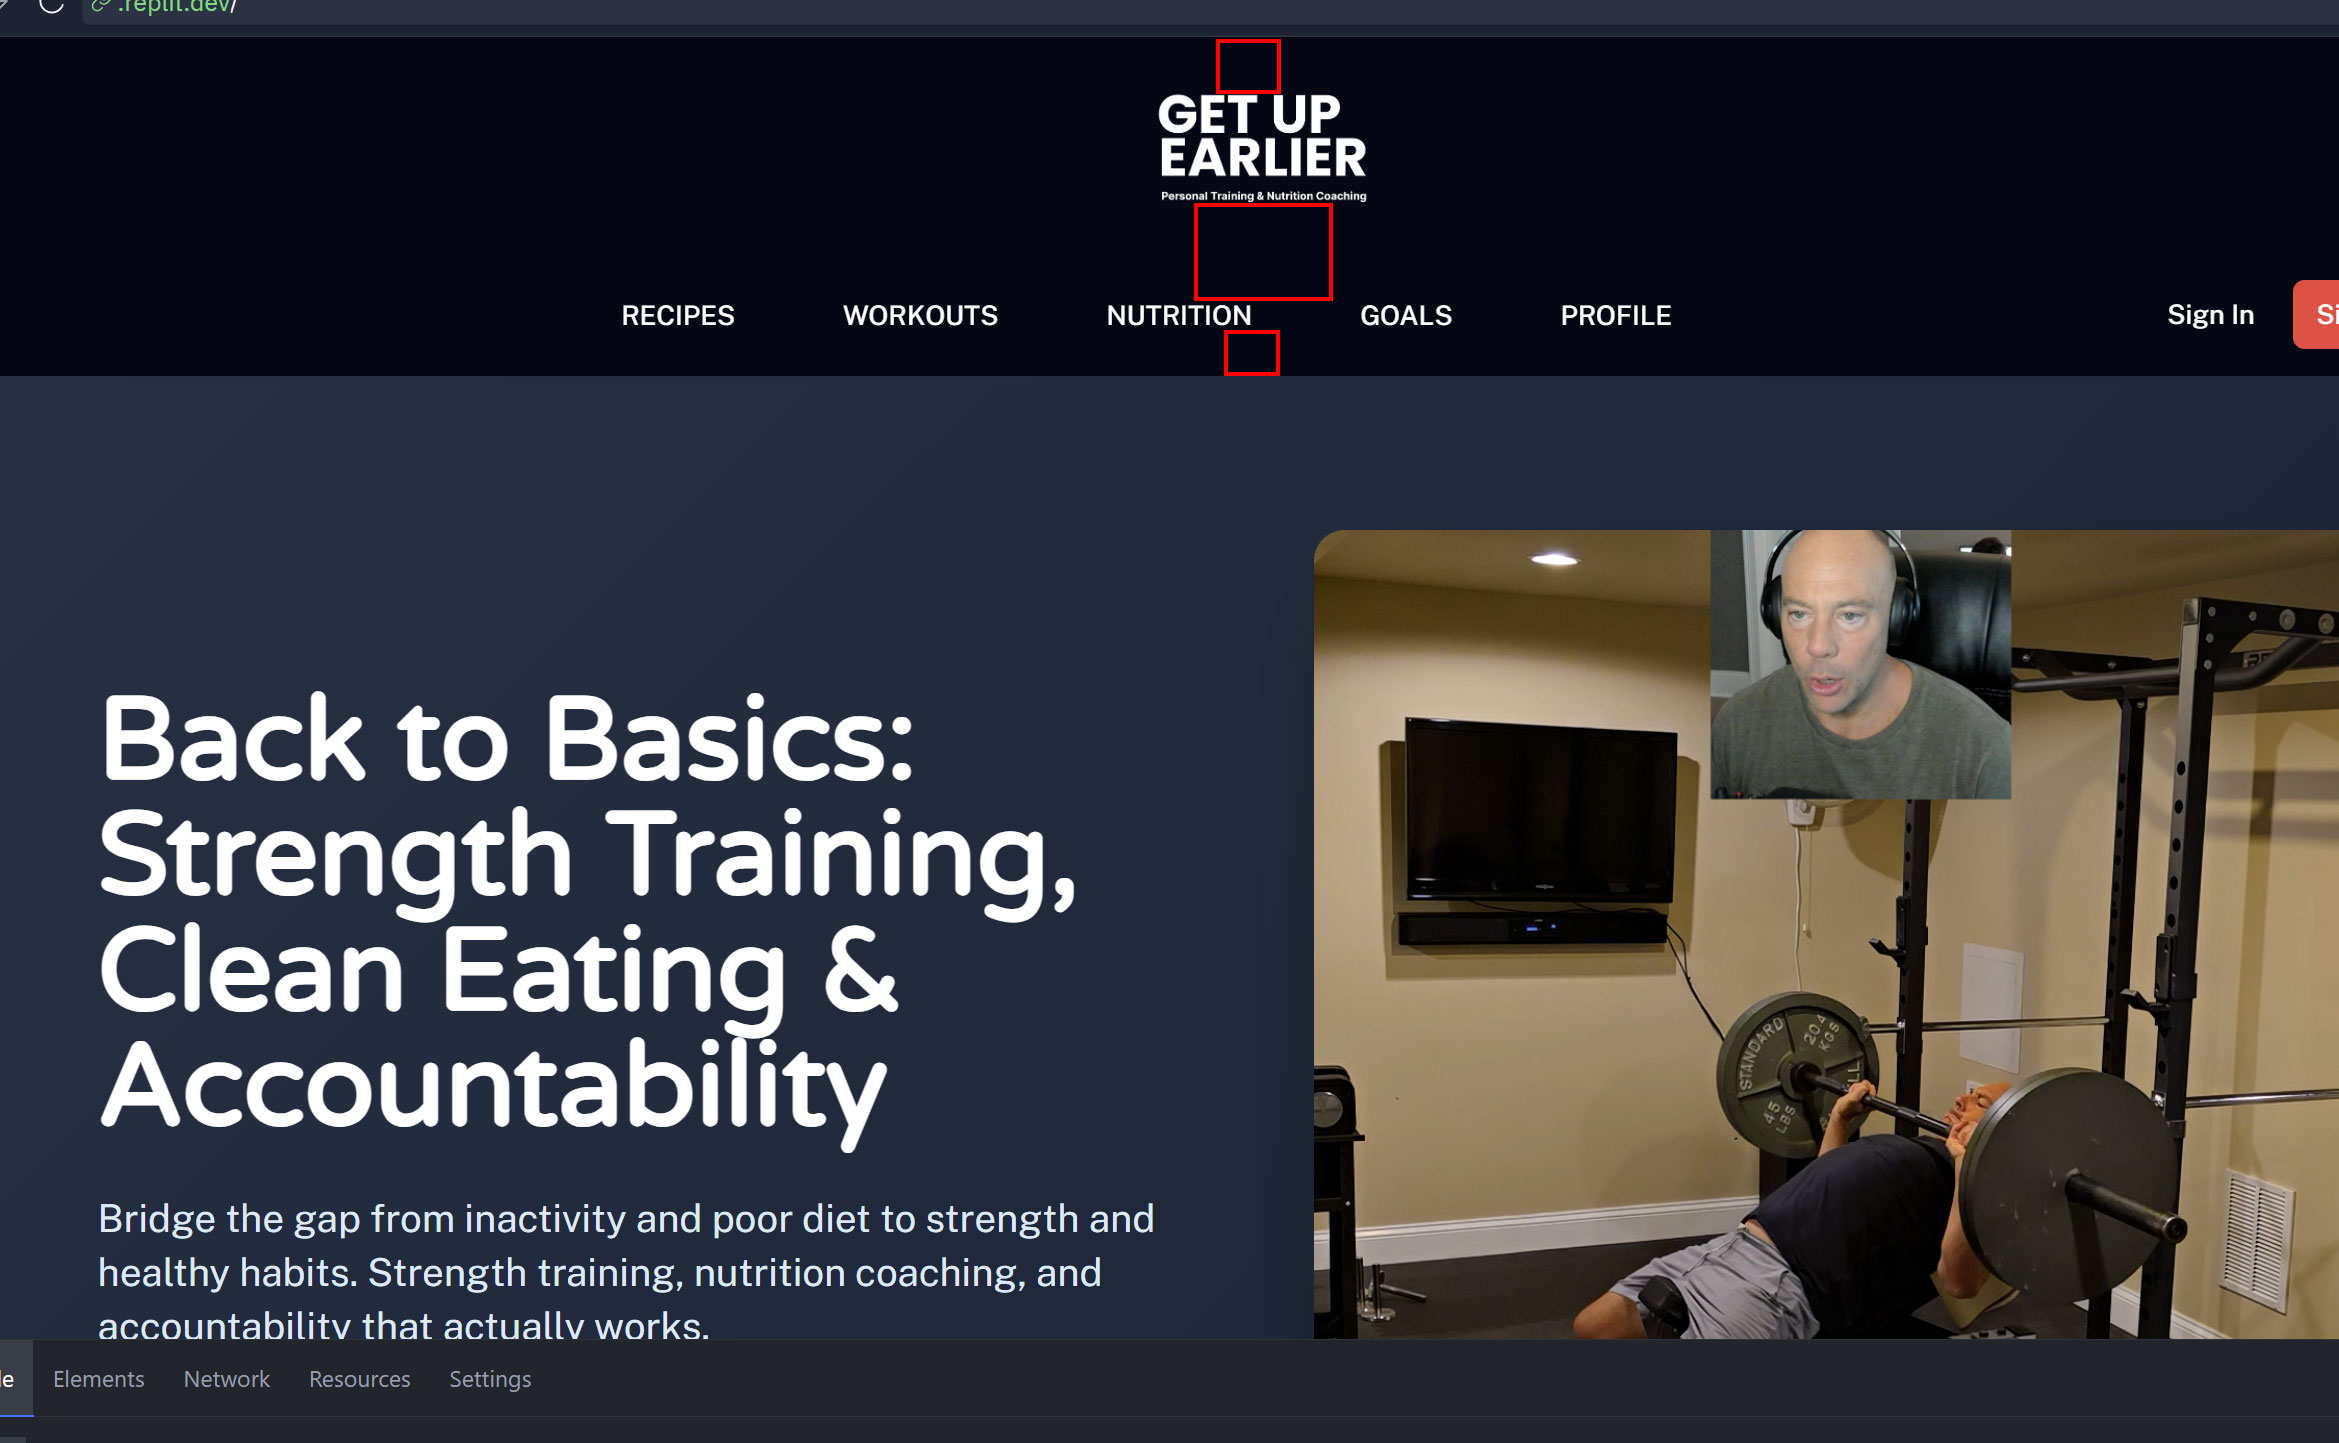 .replit.dev/
GET UP
EARLIER
Personal Training & Nutrition Coaching
RECIPES WORKOUTS NUTRITION GOALS PROFILE Sign In Si
Back to Basics:
Strength Training,
Clean Eating &
Accountability
Bridge the gap from inactivity and poor diet to strength and
healthy habits. Strength training, nutrition coaching, and
accountability that actually works.
STANDARD
20.4
KGS
45
LBS
le Elements Network Resources Settings